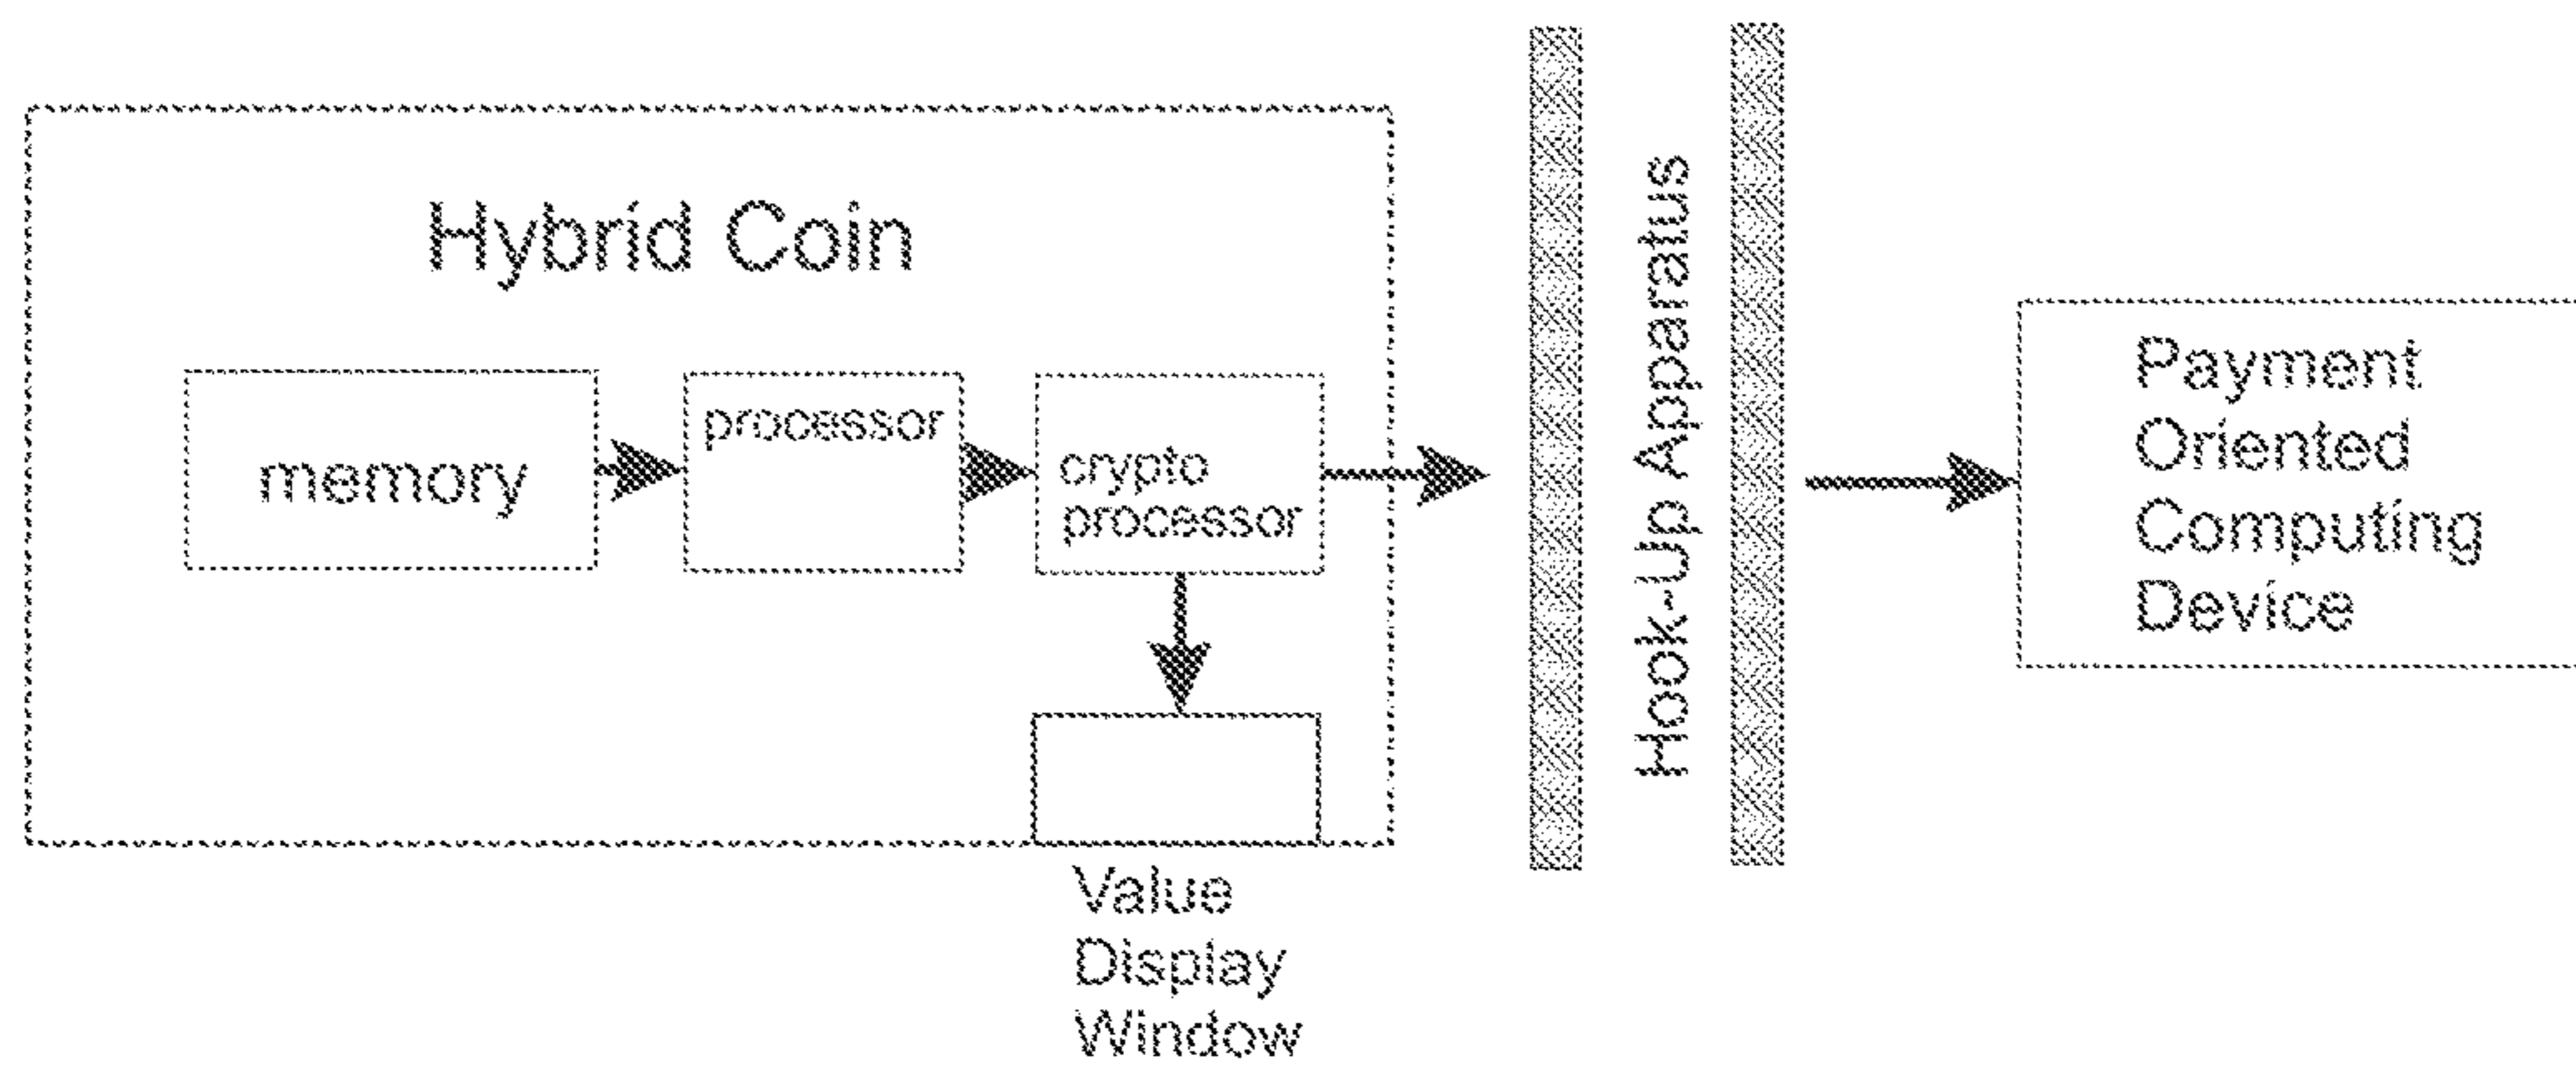 Hybrid Coin
memory
processor
crypto
processor
Value
Display
Window
Hook-Up Apparatus
Payment
Oriented
Computing
Device